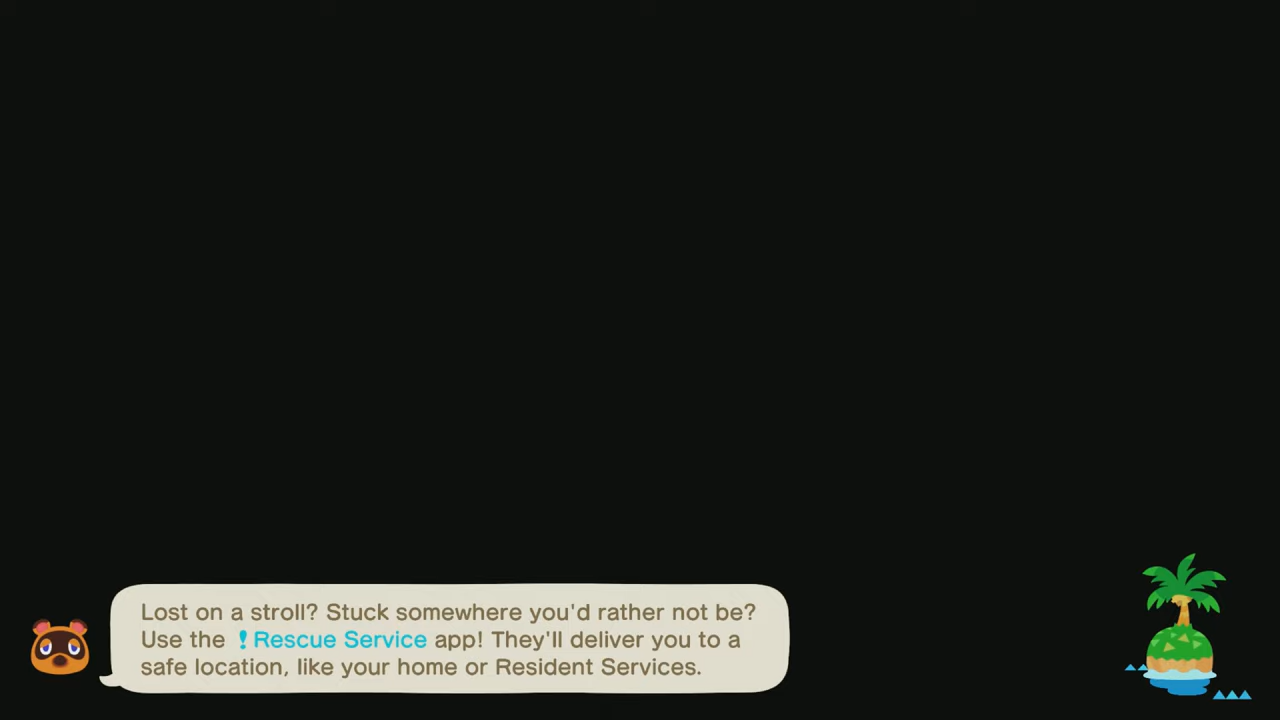 Lost on a stroll? Stuck somewhere you'd rather not be?
Use the ! Rescue Service app! They'll deliver you to a
safe location, like your home or Resident Services.